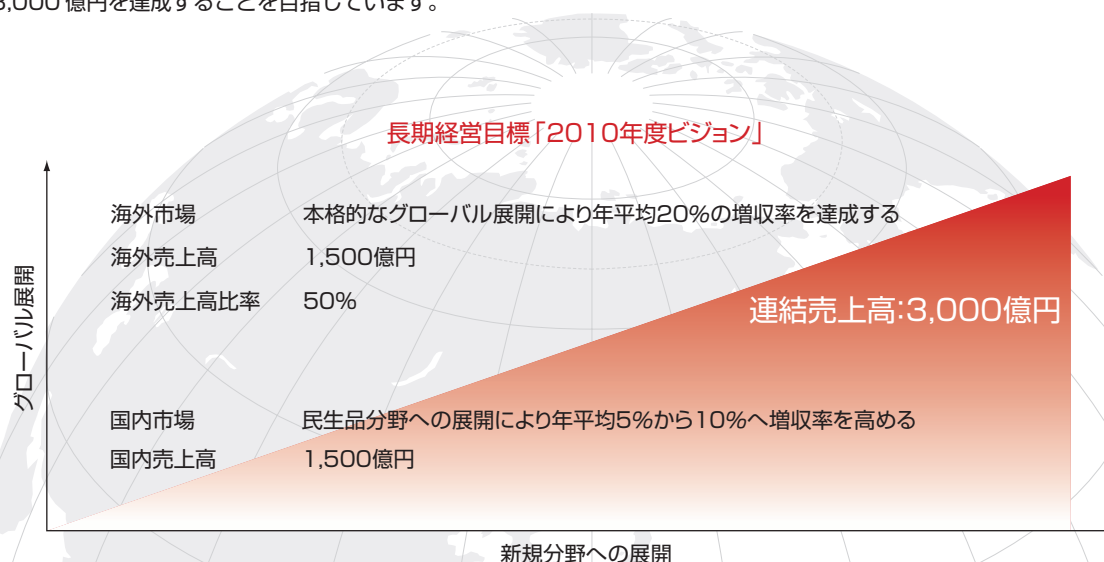 3,000億円を達成することを目指しています。
長期経営目標「2010年度ビジョン」
海外市場 本格的なグローバル展開により年平均20%の増収率を達成する
海外売上高 1,500億円
海外売上高比率 50%
連結売上高:3,000億円
グローバル展開
国内市場 民生品分野への展開により年平均5%から10%へ増収率を高める
国内売上高 1,500億円
新規分野への展開